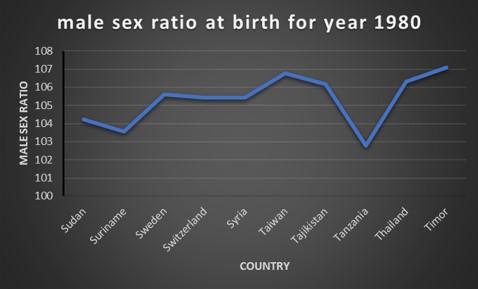 male sex ratio at birth for year 1980
108
107
106
105
104
103
102
101
100
MALE SEX RATIO
Sudan
Suriname
Sweden
Switzerland
Syria
Taiwan
Tajikistan
Tanzania
Thailand
Timor
COUNTRY